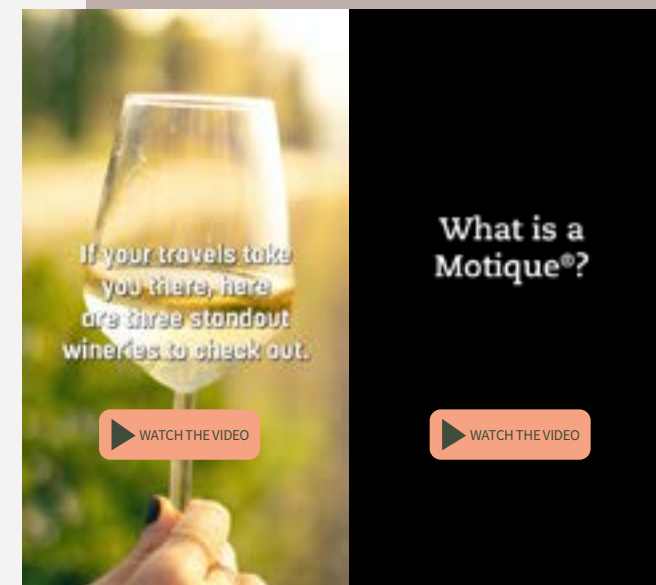 If your travels take
you there, here
are three standout
wineries to check out.
WATCH THE VIDEO
What is a
Motique®?
WATCH THE VIDEO